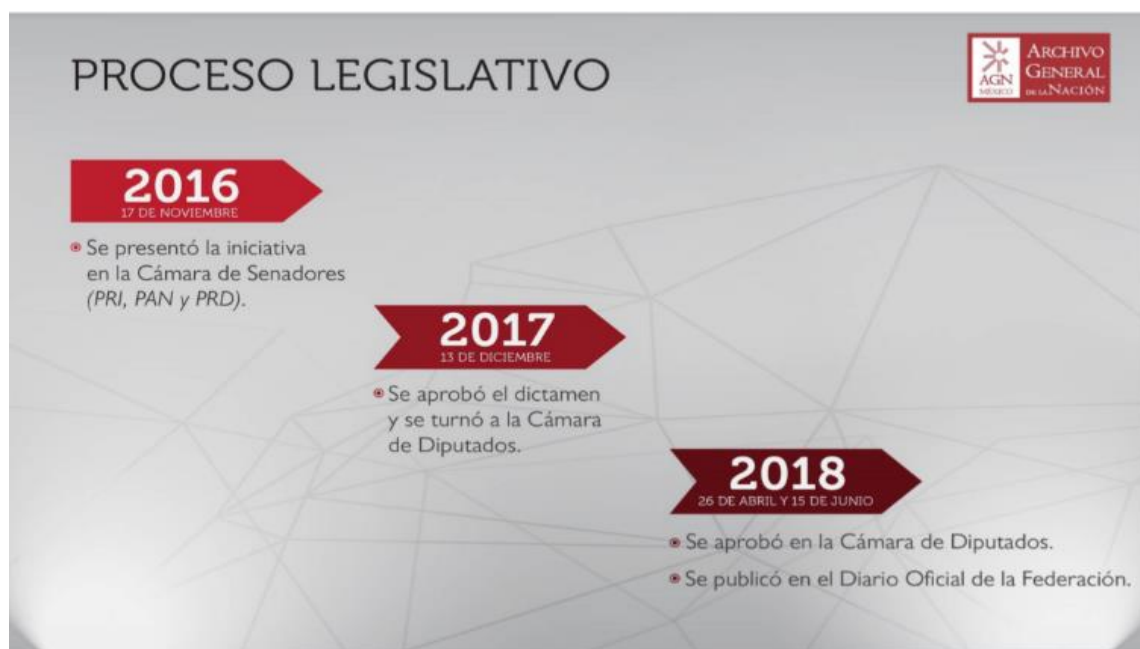 PROCESO LEGISLATIVO
AGN
MÉXICO
ARCHIVO
GENERAL
DE LA NACIÓN
2016
17 DE NOVIEMBRE
Se presentó la iniciativa
en la Cámara de Senadores
(PRI, PAN y PRD).
2017
13 DE DICIEMBRE
Se aprobó el dictamen
y se turnó a la Cámara
de Diputados.
2018
26 DE ABRIL Y 15 DE JUNIO
Se aprobó en la Cámara de Diputados.
Se publicó en el Diario Oficial de la Federación.